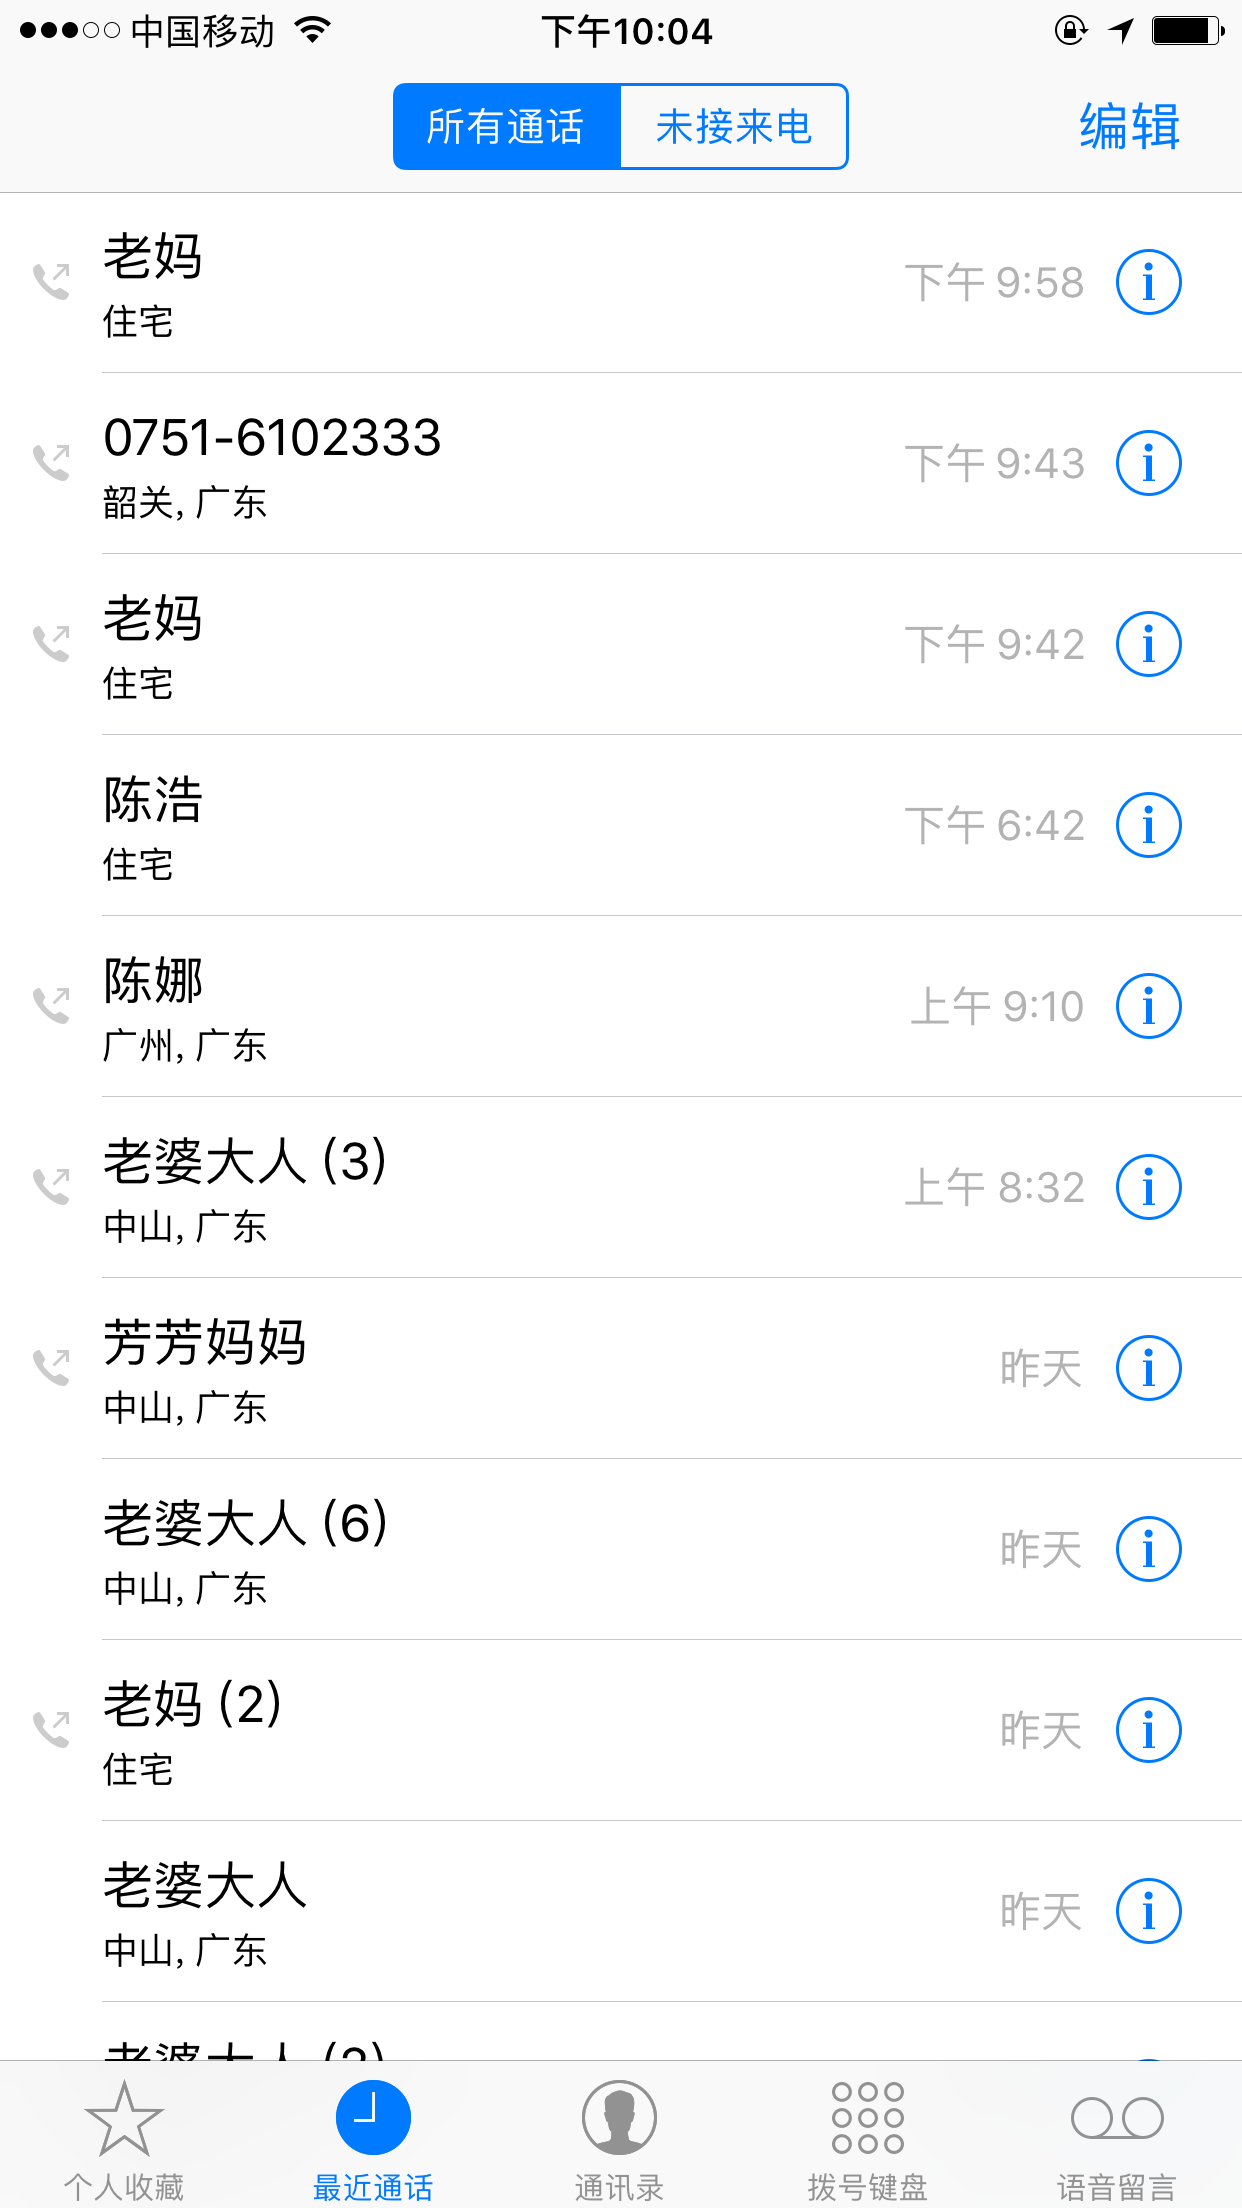 中国移动 下午10:04
所有通话 未接来电 编辑
老妈
住宅
下午 9:58
0751-6102333
韶关, 广东
下午 9:43
老妈
住宅
下午 9:42
陈浩
住宅
下午 6:42
陈娜
广州, 广东
上午 9:10
老婆大人 (3)
中山, 广东
上午 8:32
芳芳妈妈
中山, 广东
昨天
老婆大人 (6)
中山, 广东
昨天
老妈 (2)
住宅
昨天
老婆大人
中山, 广东
昨天
老婆大人
个人收藏 最近通话 通讯录 拨号键盘 语音留言